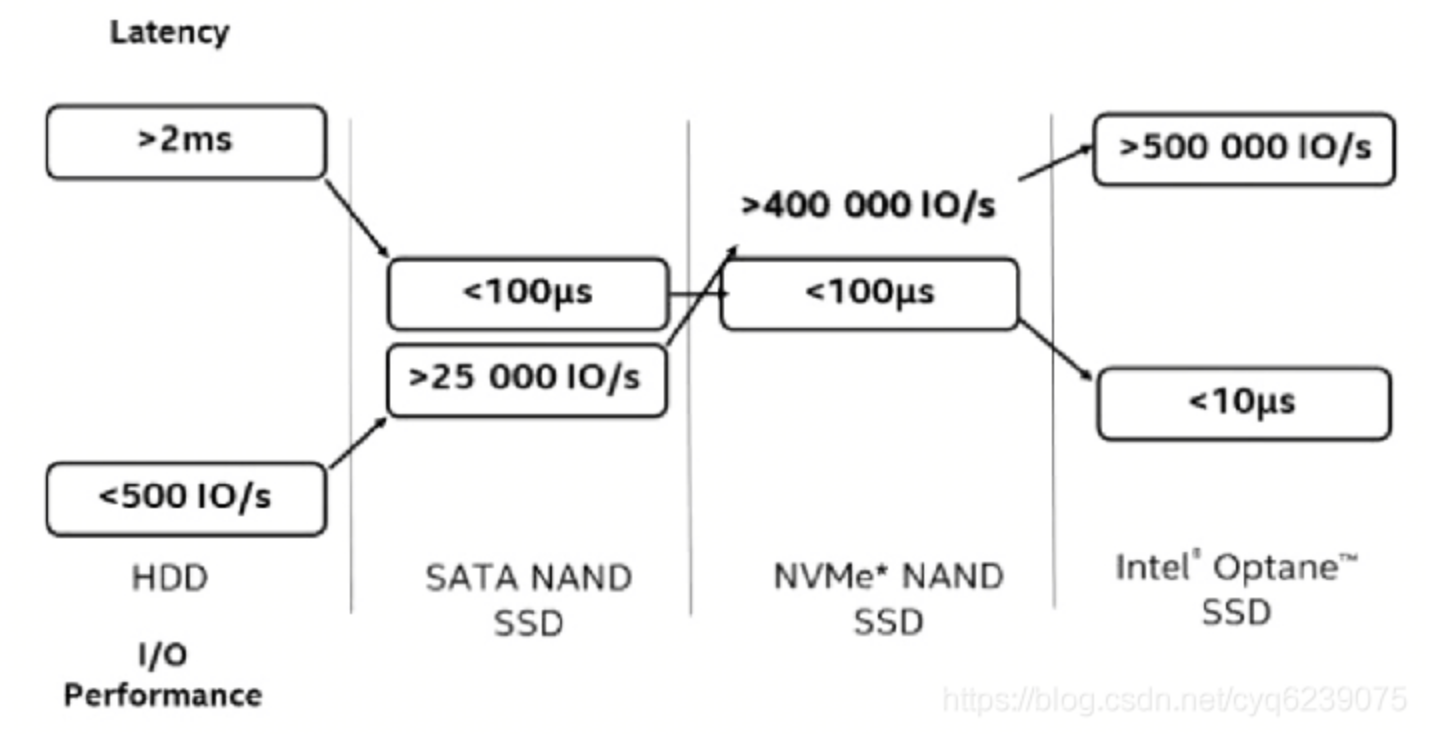 Latency
>2ms
>500 000 IO/s
>400 000 IO/s
<100µs
<100µs
>25 000 IO/s
<10µs
<500 IO/s
HDD
SATA NAND
SSD
NVMe* NAND
SSD
Intel® Optane™
SSD
I/O
Performance
https://blog.csdn.net/cyq6239075